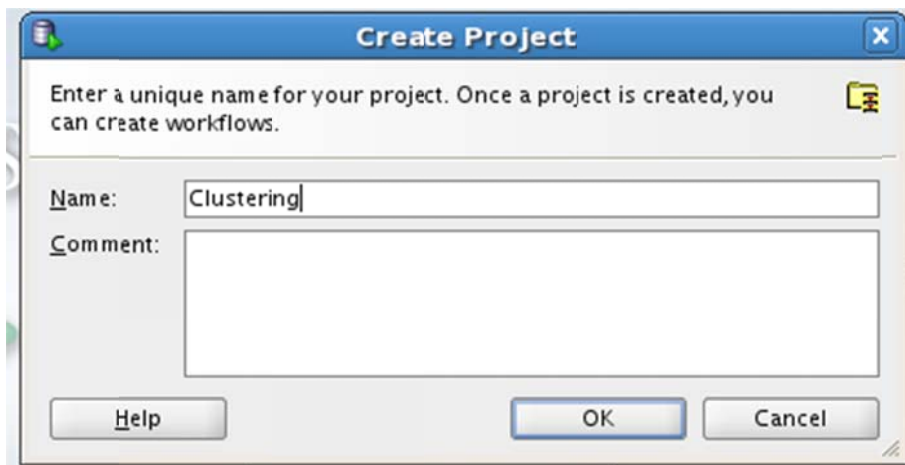 Create Project
Enter a unique name for your project. Once a project is created, you
can create workflows.
Name: Clustering
Comment:
Help OK Cancel